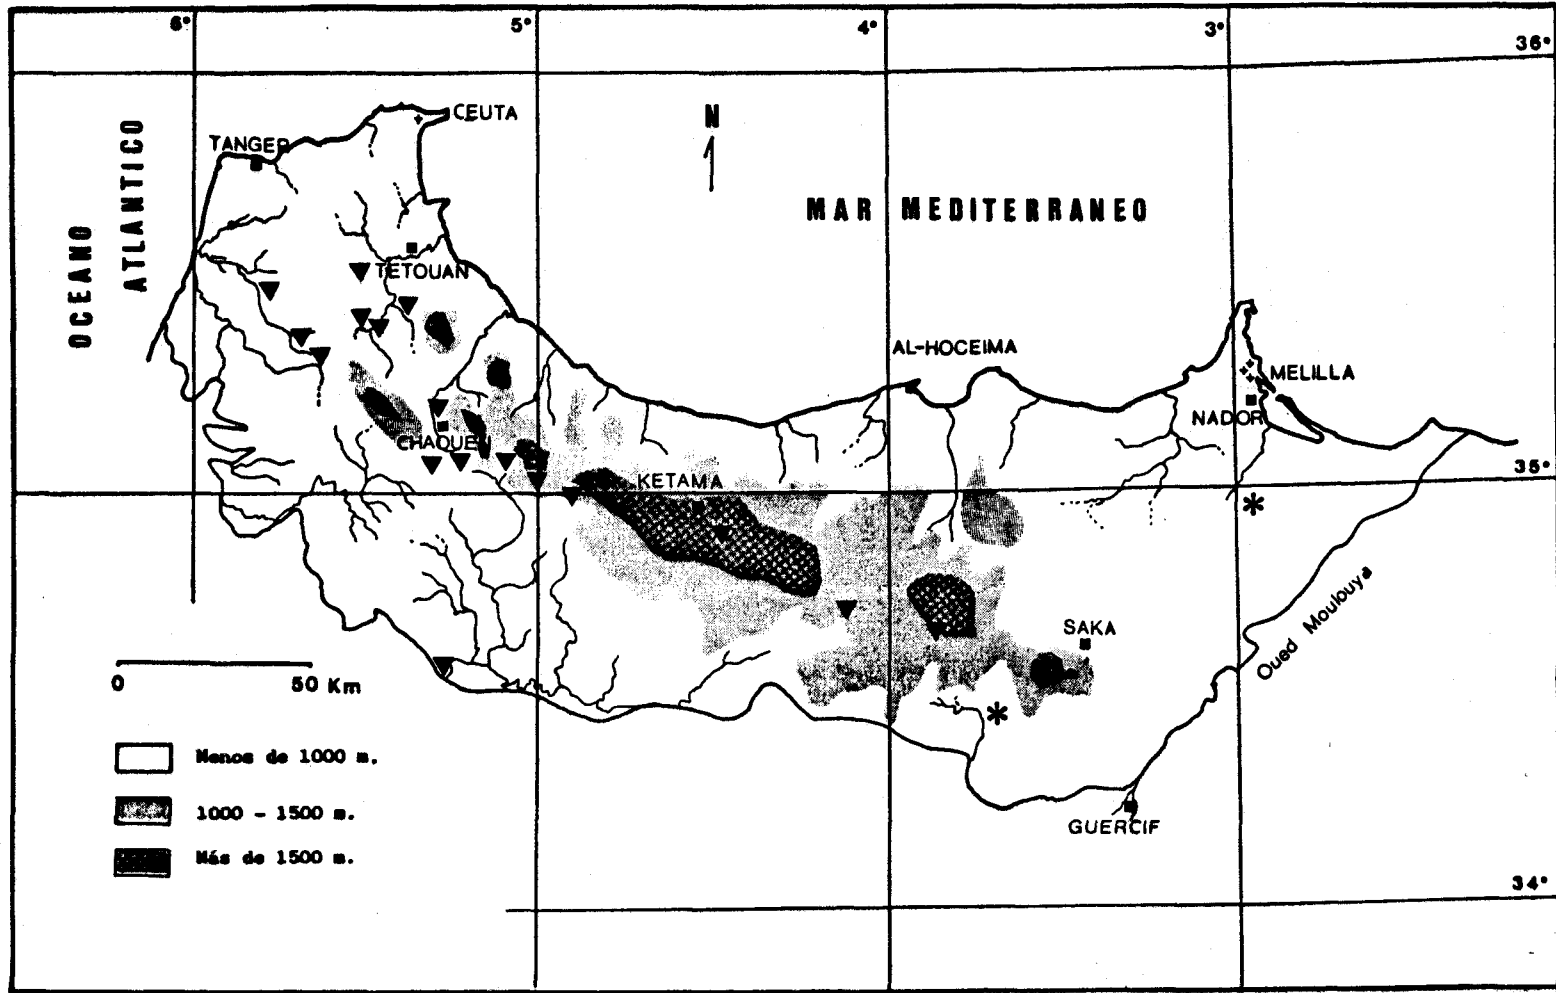 6°
5°
4°
3°
36°
CEUTA
TANGER
N
OCEANO
ATLANTICO
MAR MEDITERRANEO
TETOUAN
AL-HOCEIMA
MELILLA
NADOR
CHAOUEN
35°
KETAMA
SAKA
Oued Moulouya
0 50 Km
Menos de 1000 m.
1000 - 1500 m.
Más de 1500 m.
GUERCIF
34°